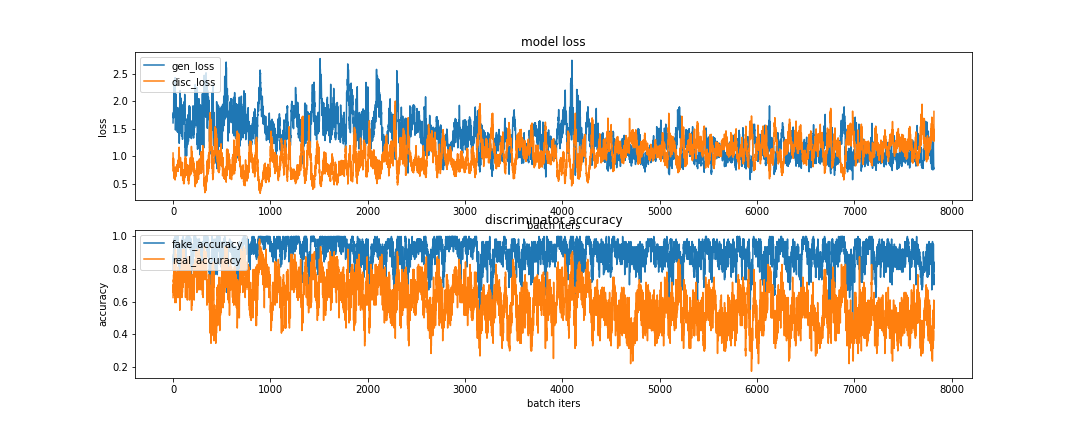 model loss
gen_loss
disc_loss
loss
2.5
2.0
1.5
1.0
0.5
0 1000 2000 3000 4000 5000 6000 7000 8000
batch iters
discriminator accuracy
fake_accuracy
real_accuracy
accuracy
1.0
0.8
0.6
0.4
0.2
0 1000 2000 3000 4000 5000 6000 7000 8000
batch iters